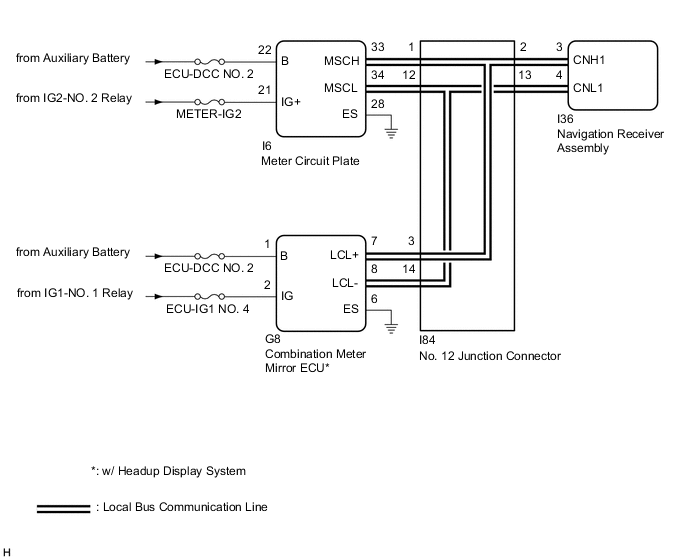 from Auxiliary Battery
ECU-DCC NO. 2
22
B
from IG2-NO. 2 Relay
METER-IG2
21
IG+
MSCH
33
MSCL
34
ES
28
I6
Meter Circuit Plate
1
2
3
12
13
4
CNH1
CNL1
I36
Navigation Receiver
Assembly
from Auxiliary Battery
ECU-DCC NO. 2
1
B
from IG1-NO. 1 Relay
ECU-IG1 NO. 4
2
IG
LCL+
7
3
LCL-
8
14
ES
6
G8
Combination Meter
Mirror ECU*
I84
No. 12 Junction Connector
*: w/ Headup Display System
: Local Bus Communication Line
H